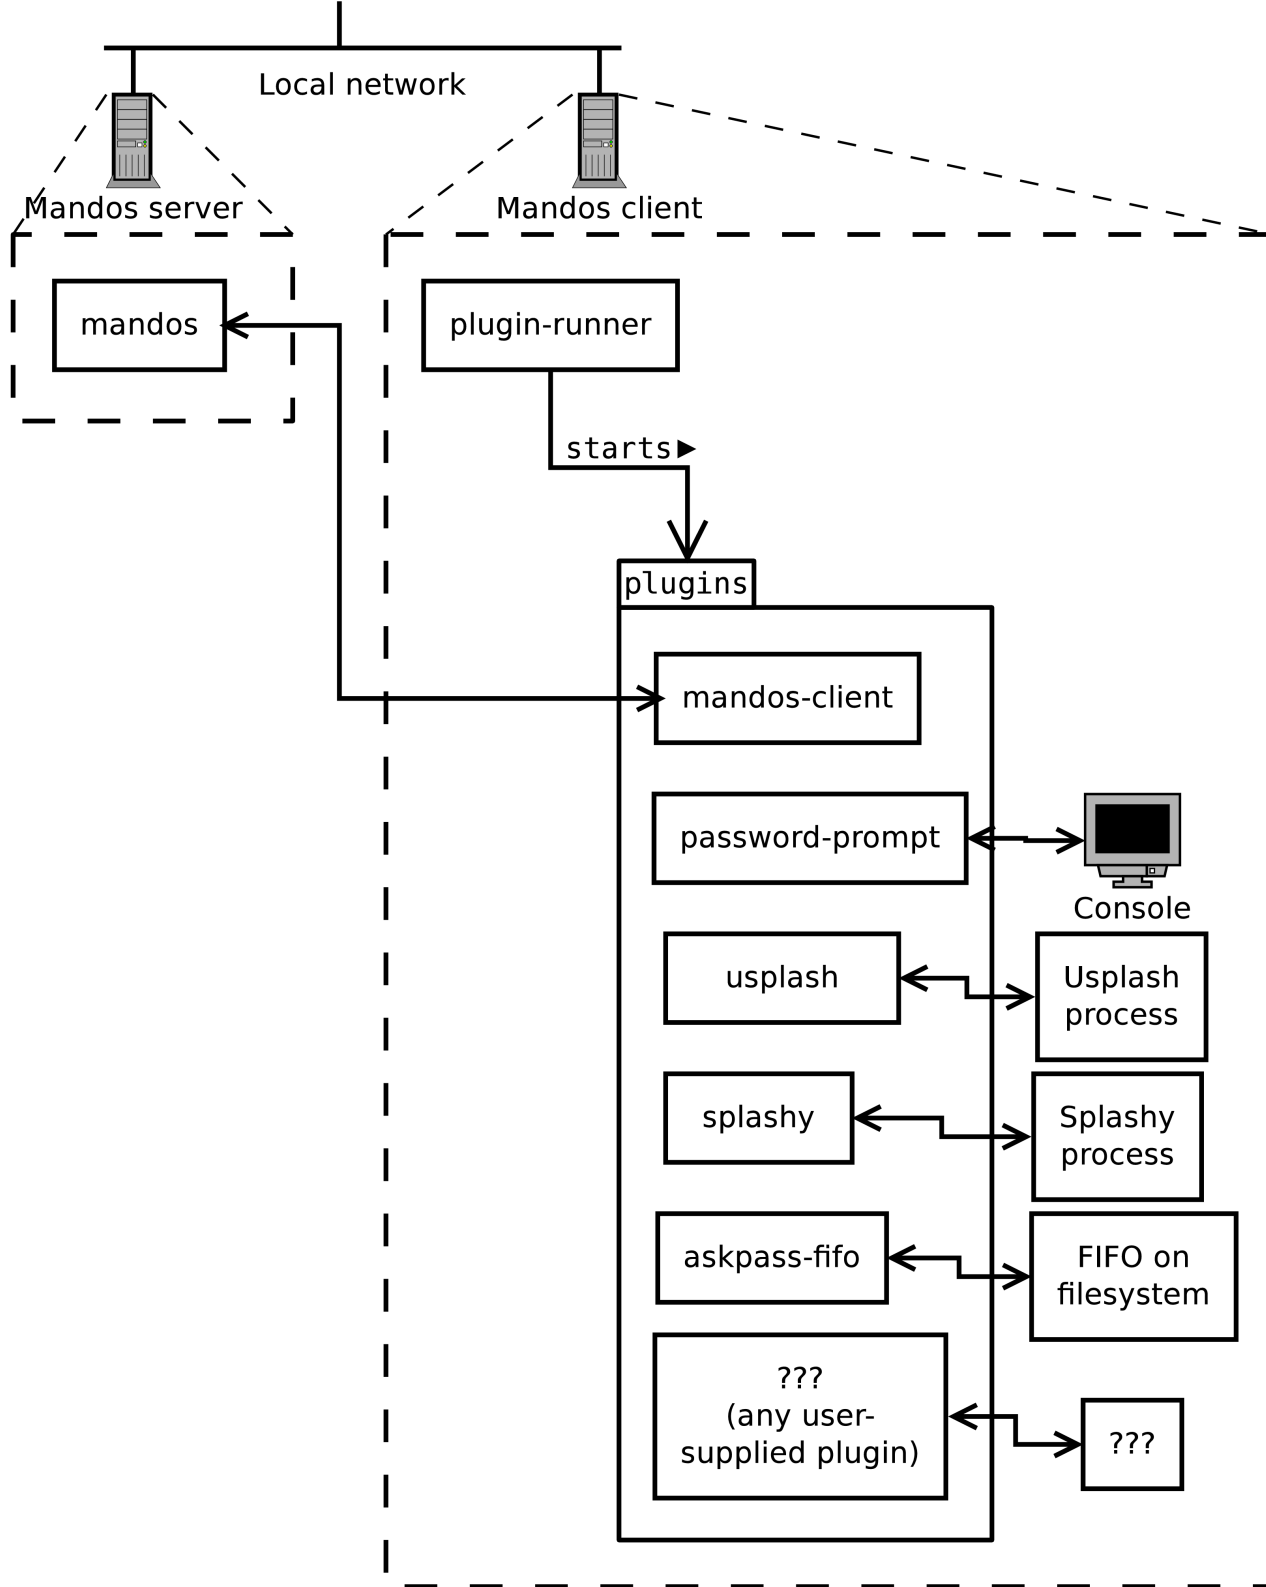 Local network
Mandos server
Mandos client
mandos
plugin-runner
starts▶
plugins
mandos-client
password-prompt
Console
usplash
Usplash
process
splashy
Splashy
process
askpass-fifo
FIFO on
filesystem
???
(any user-
supplied plugin)
???